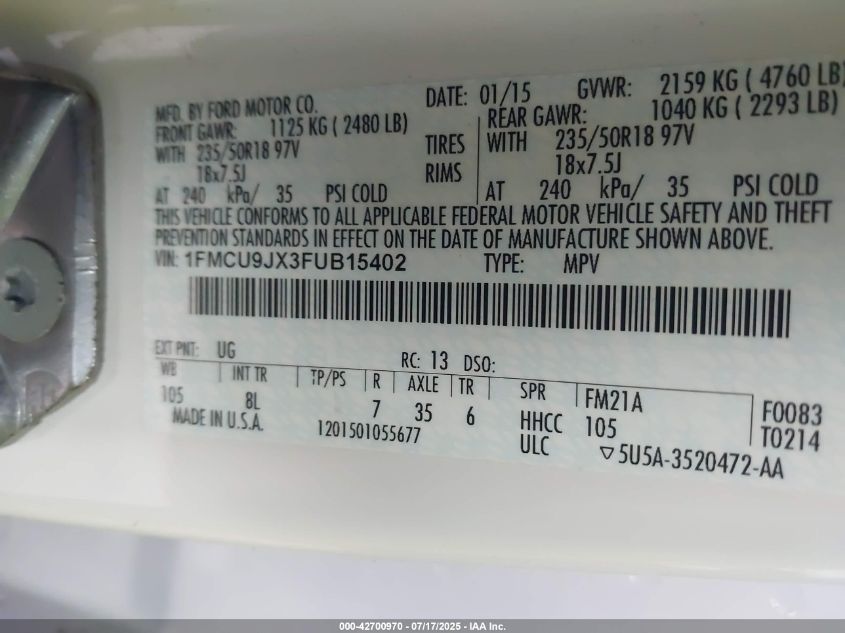 MFD. BY FORD MOTOR CO.
DATE: 01/15 GVWR: 2159 KG ( 4760 LB)
FRONT GAWR: 1125 KG ( 2480 LB)
REAR GAWR: 1040 KG ( 2293 LB)
WITH 235/50R18 97V TIRES WITH 235/50R18 97V
18x7.5J RIMS 18x7.5J
AT 240 kPa/ 35 PSI COLD AT 240 kPa/ 35 PSI COLD
THIS VEHICLE CONFORMS TO ALL APPLICABLE FEDERAL MOTOR VEHICLE SAFETY AND THEFT
PREVENTION STANDARDS IN EFFECT ON THE DATE OF MANUFACTURE SHOWN ABOVE.
VIN: 1FMCU9JX3FUB15402 TYPE: MPV
EXT PNT: UG RC: 13 DSO:
WB INT TR TP/PS R AXLE TR SPR FM21A F0083
105 8L 7 35 6 HHCC 105 T0214
MADE IN U.S.A. 1201501055677 ULC ▽5U5A-3520472-AA
000-42700970 - 07/17/2025 - IAA Inc.